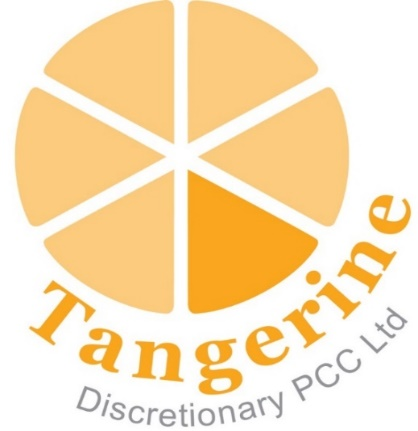 Tangerine
Discretionary PCC Ltd